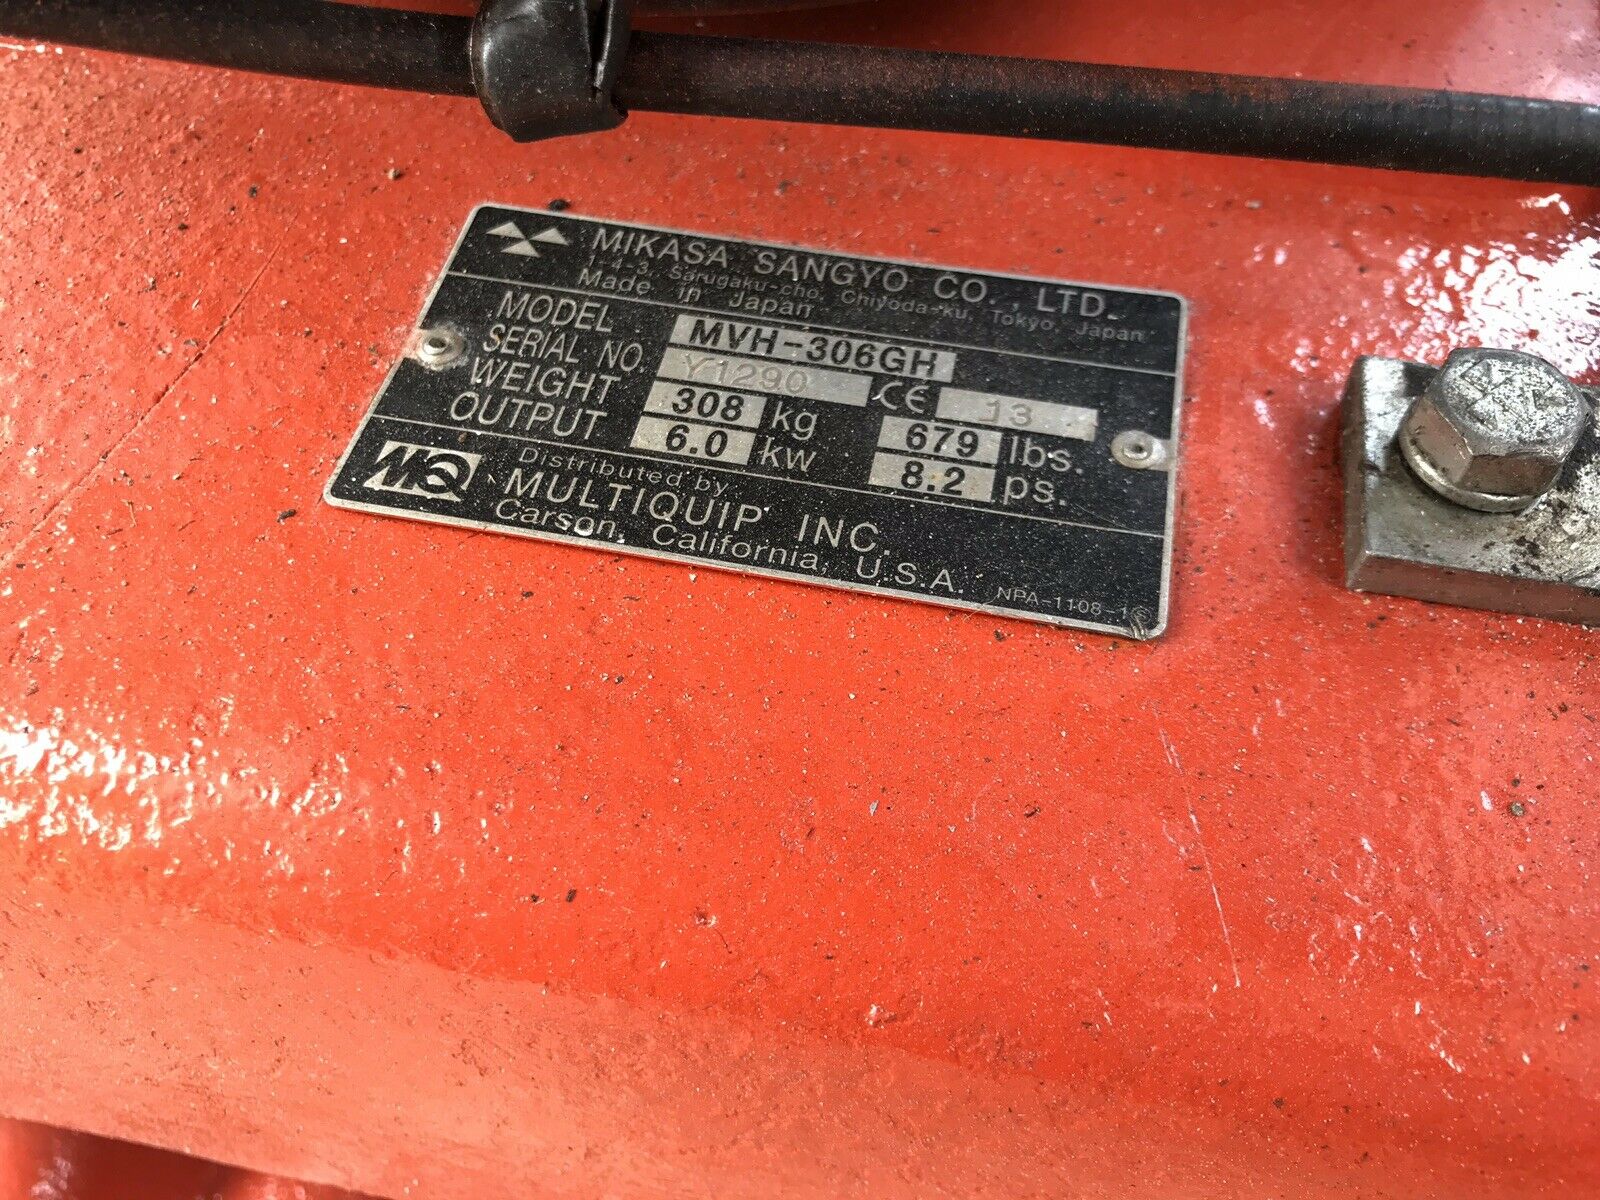 MIKASA SANGYO CO., LTD.
1-4-3, Sarugaku-cho, Chiyoda-ku, Tokyo, Japan
Made in Japan
MODEL MVH-306GH
SERIAL NO. Y1290 CE 13
WEIGHT 308 kg 679 lbs.
OUTPUT 6.0 kw 8.2 ps.
MQ Distributed by
MULTIQUIP INC.
Carson, California, U.S.A.
NPA-1108-1